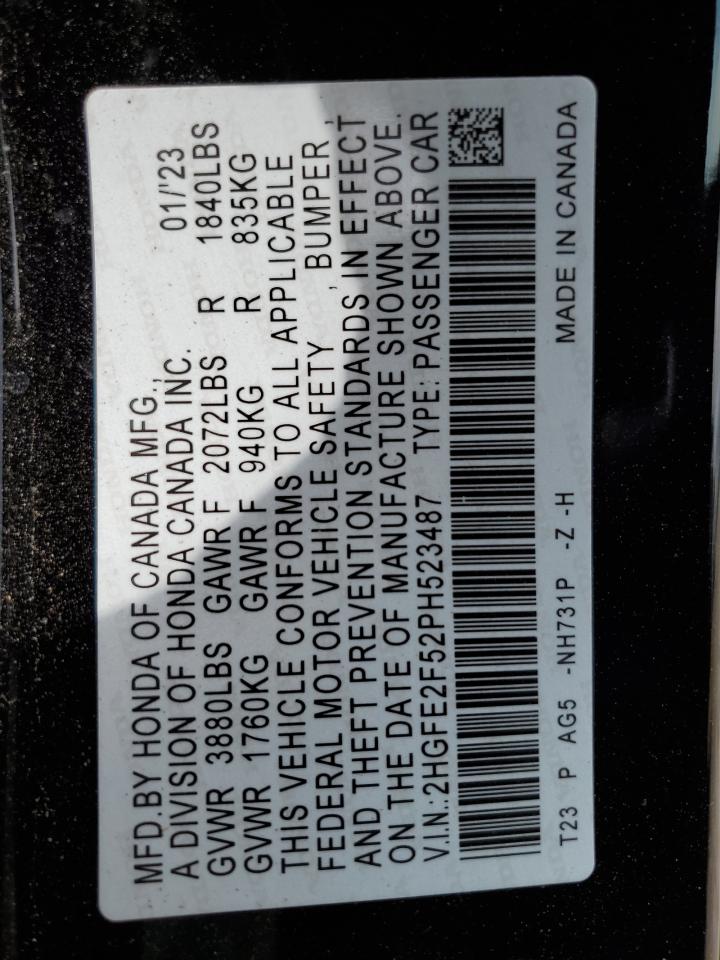 MFD.BY HONDA OF CANADA MFG., 01/'23
A DIVISION OF HONDA CANADA INC.
GVWR 3880LBS GAWR F 2072LBS R 1840LBS
GVWR 1760KG GAWR F 940KG R 835KG
THIS VEHICLE CONFORMS TO ALL APPLICABLE
FEDERAL MOTOR VEHICLE SAFETY , BUMPER ,
AND THEFT PREVENTION STANDARDS IN EFFECT
ON THE DATE OF MANUFACTURE SHOWN ABOVE.
V.I.N.:2HGFE2F52PH523487 TYPE:PASSENGER CAR
T23 P AG5 -NH731P -Z -H MADE IN CANADA